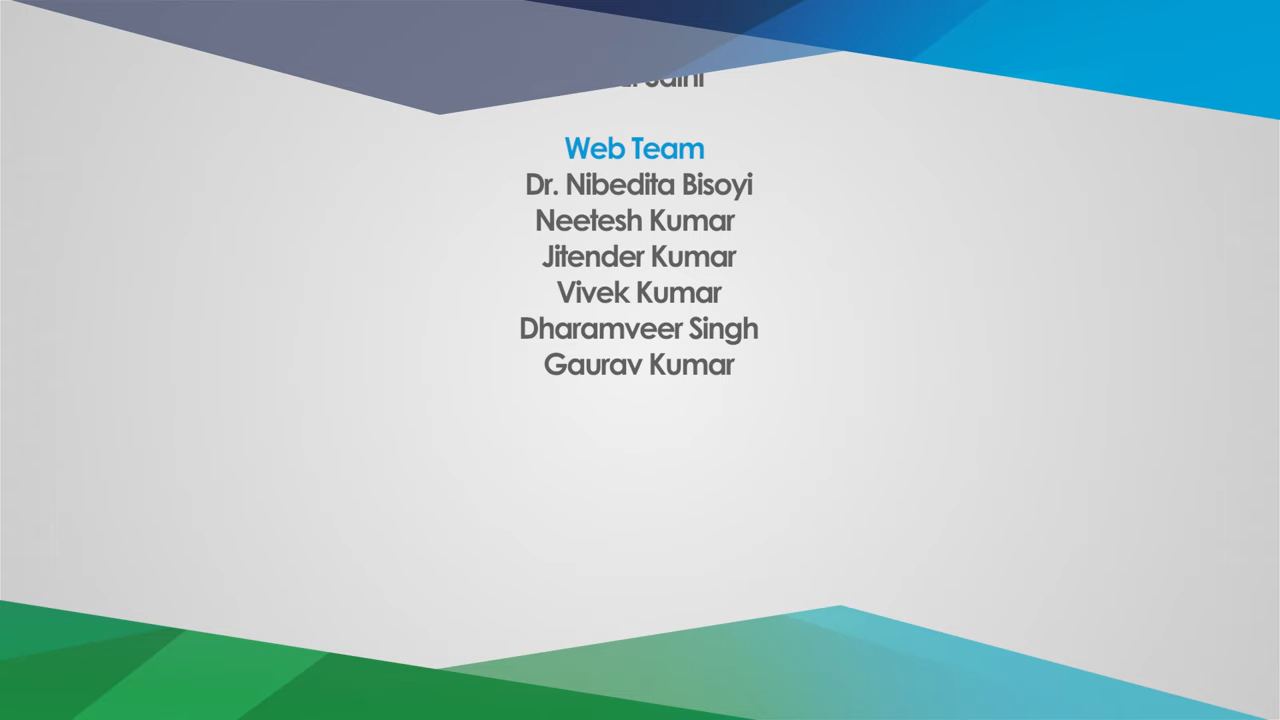 Web Team
Dr. Nibedita Bisoyi
Neetesh Kumar
Jitender Kumar
Vivek Kumar
Dharamveer Singh
Gaurav Kumar